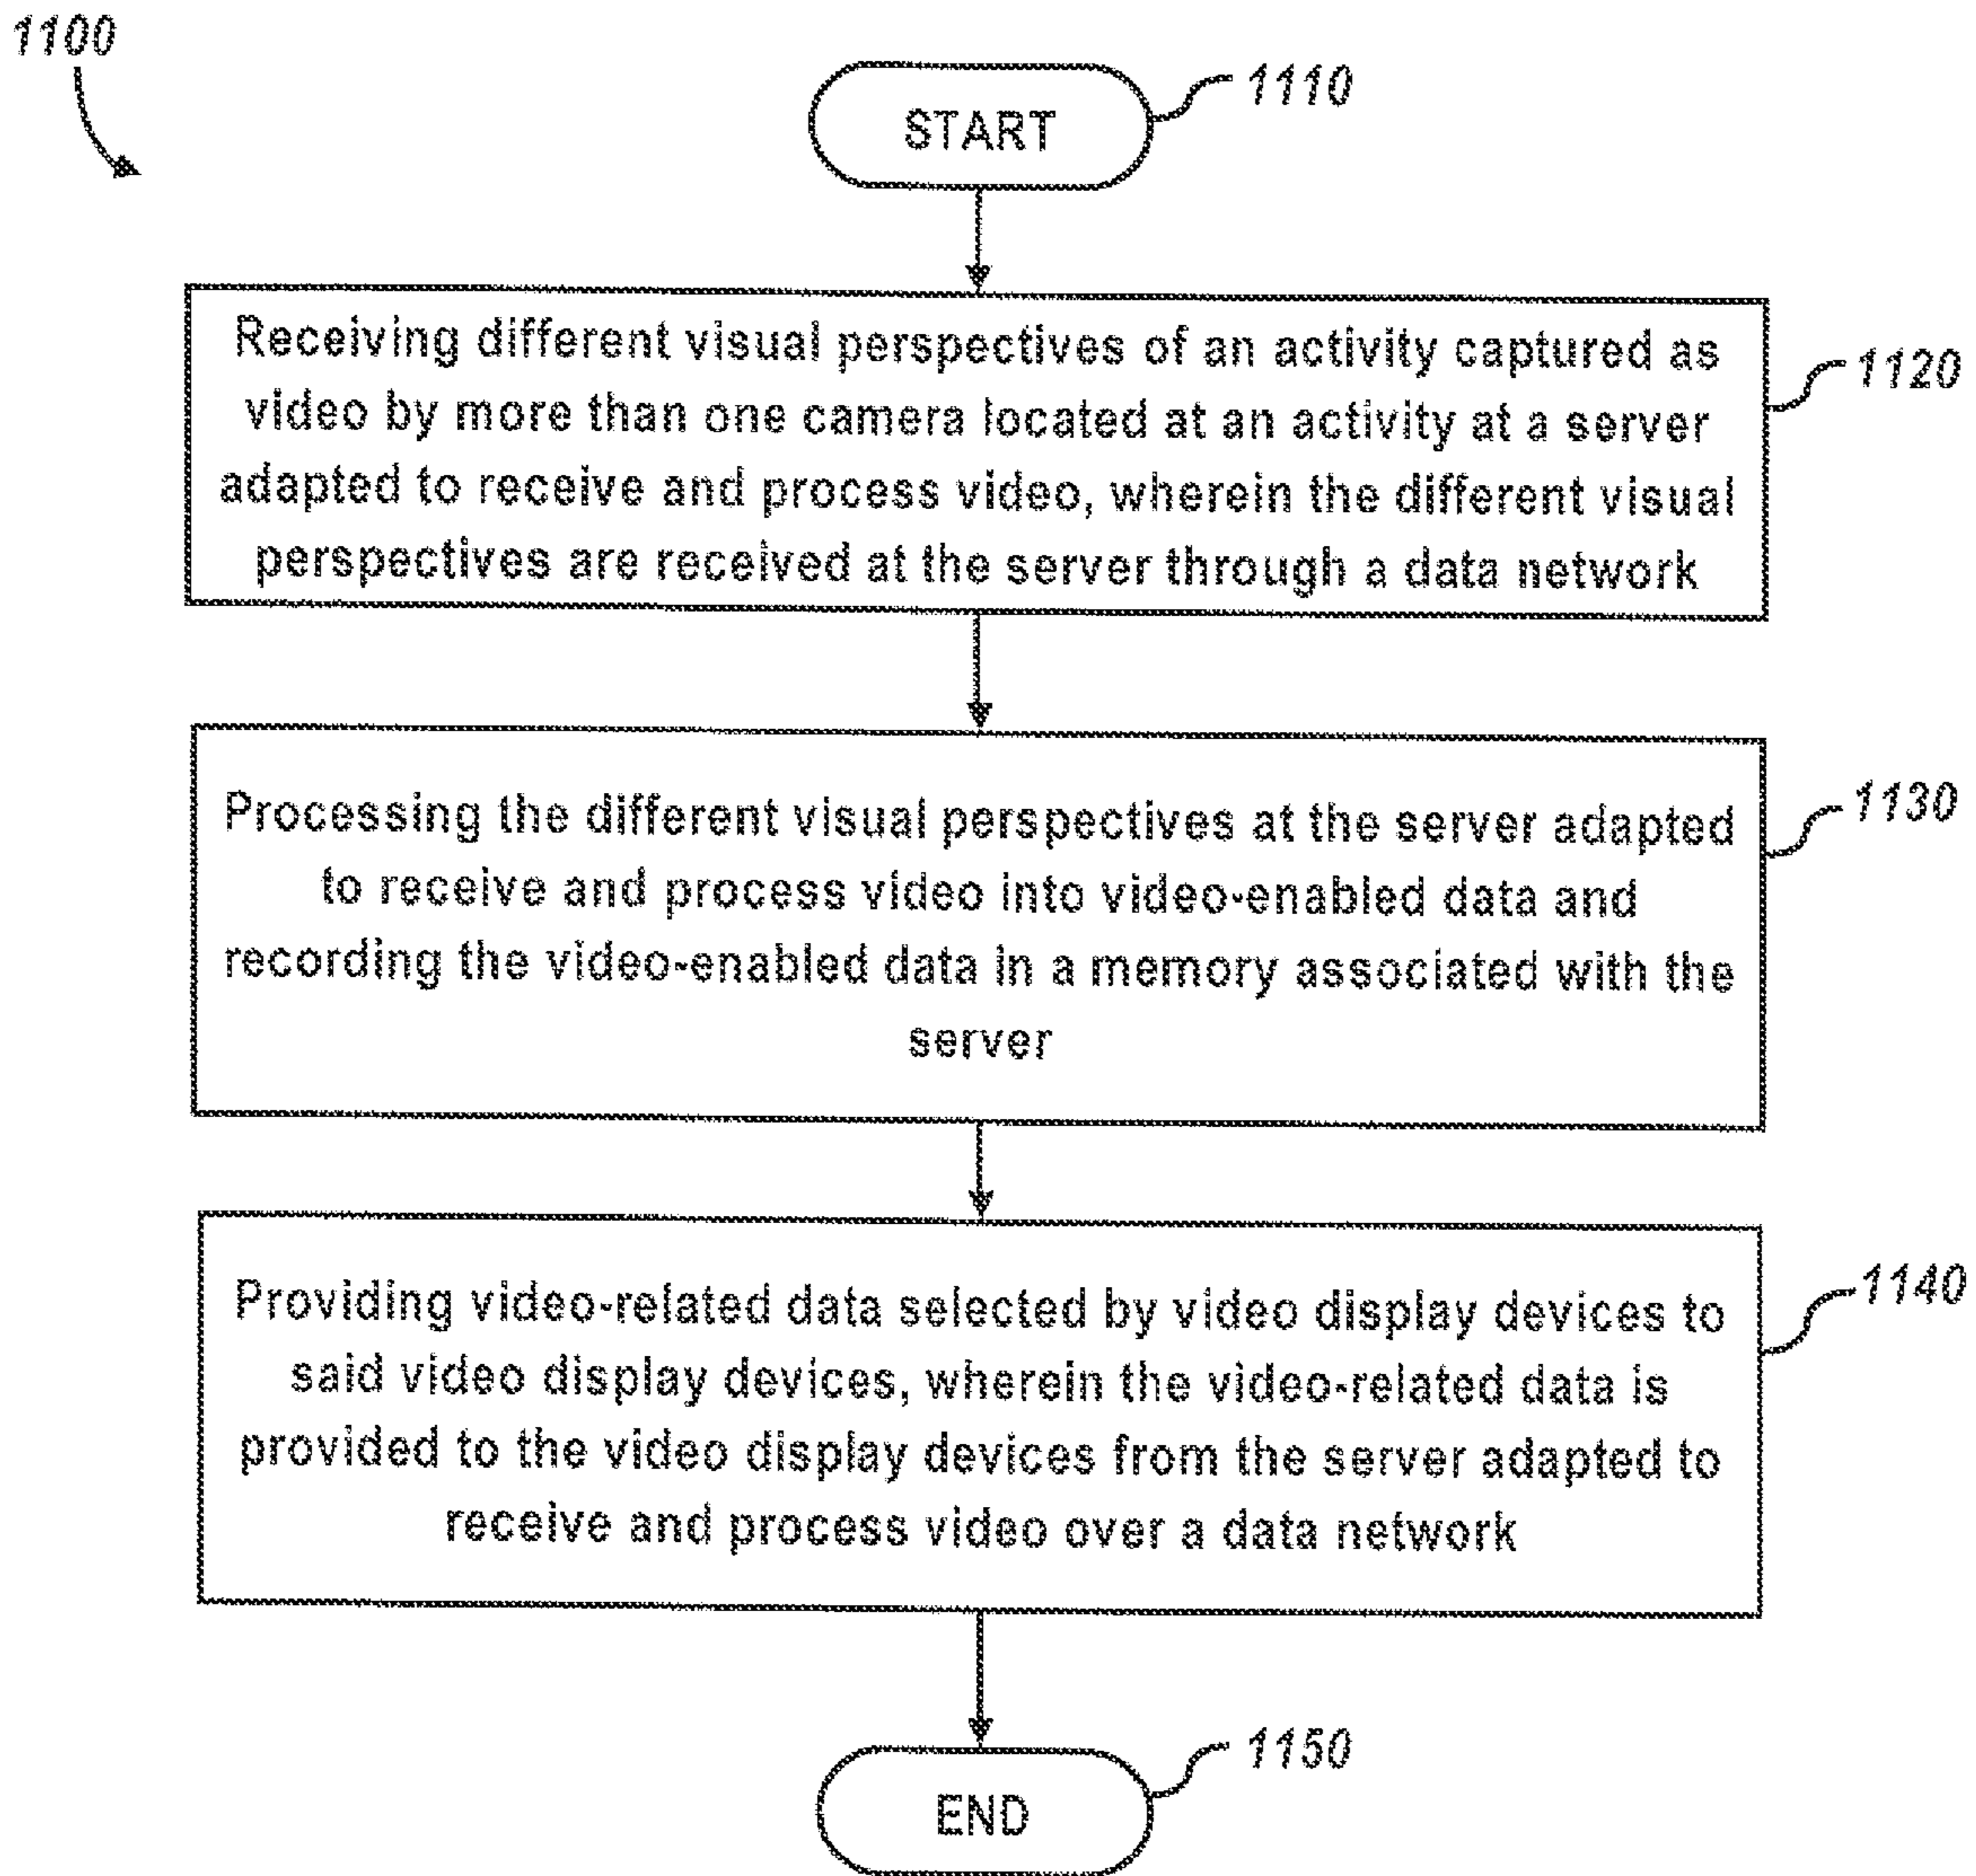 1100
START
1110
Receiving different visual perspectives of an activity captured as
video by more than one camera located at an activity at a server
adapted to receive and process video, wherein the different visual
perspectives are received at the server through a data network
1120
Processing the different visual perspectives at the server adapted
to receive and process video into video-enabled data and
recording the video-enabled data in a memory associated with the
server
1130
Providing video-related data selected by video display devices to
said video display devices, wherein the video-related data is
provided to the video display devices from the server adapted to
receive and process video over a data network
1140
END
1150